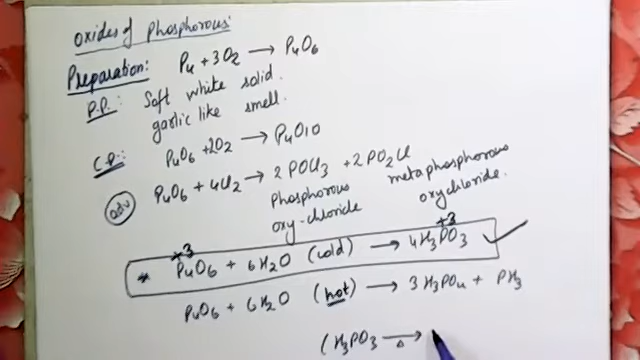 oxides of phosphorous:
Preparation: P4 + 3O2 → P4O6
P.P.: Soft white solid.
garlic like smell.
C.P.: P4O6 + 2O2 → P4O10
adv P4O6 + 4Cl2 → 2 POCl3 + 2 PO2Cl
Phosphorous oxy-chloride
metaphosphorous oxychloride.
+3 +3
* P4O6 + 6H2O (cold) → 4H3PO3 ✓
P4O6 + 6H2O (hot) → 3 H3PO4 + PH3
(H3PO3 →Δ